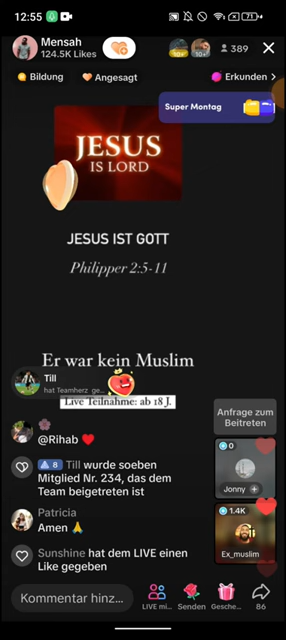 12:55
71
Mensah
124.5K Likes
10+
10+
389
Bildung
Angesagt
Erkunden
Super Montag
JESUS
IS LORD
JESUS IST GOTT
Philipper 2:5-11
Er war kein Muslim
Till
hat Teamherz ge...
Live Teilnahme: ab 18 J.
Anfrage zum
Beitreten
@Rihab
8 Till wurde soeben
Mitglied Nr. 234, das dem
Team beigetreten ist
0
Jonny
Patricia
Amen
1.4K
Ex_muslim
Sunshine hat dem LIVE einen
Like gegeben
Kommentar hinz...
LIVE mi...
Senden
Gesche...
86